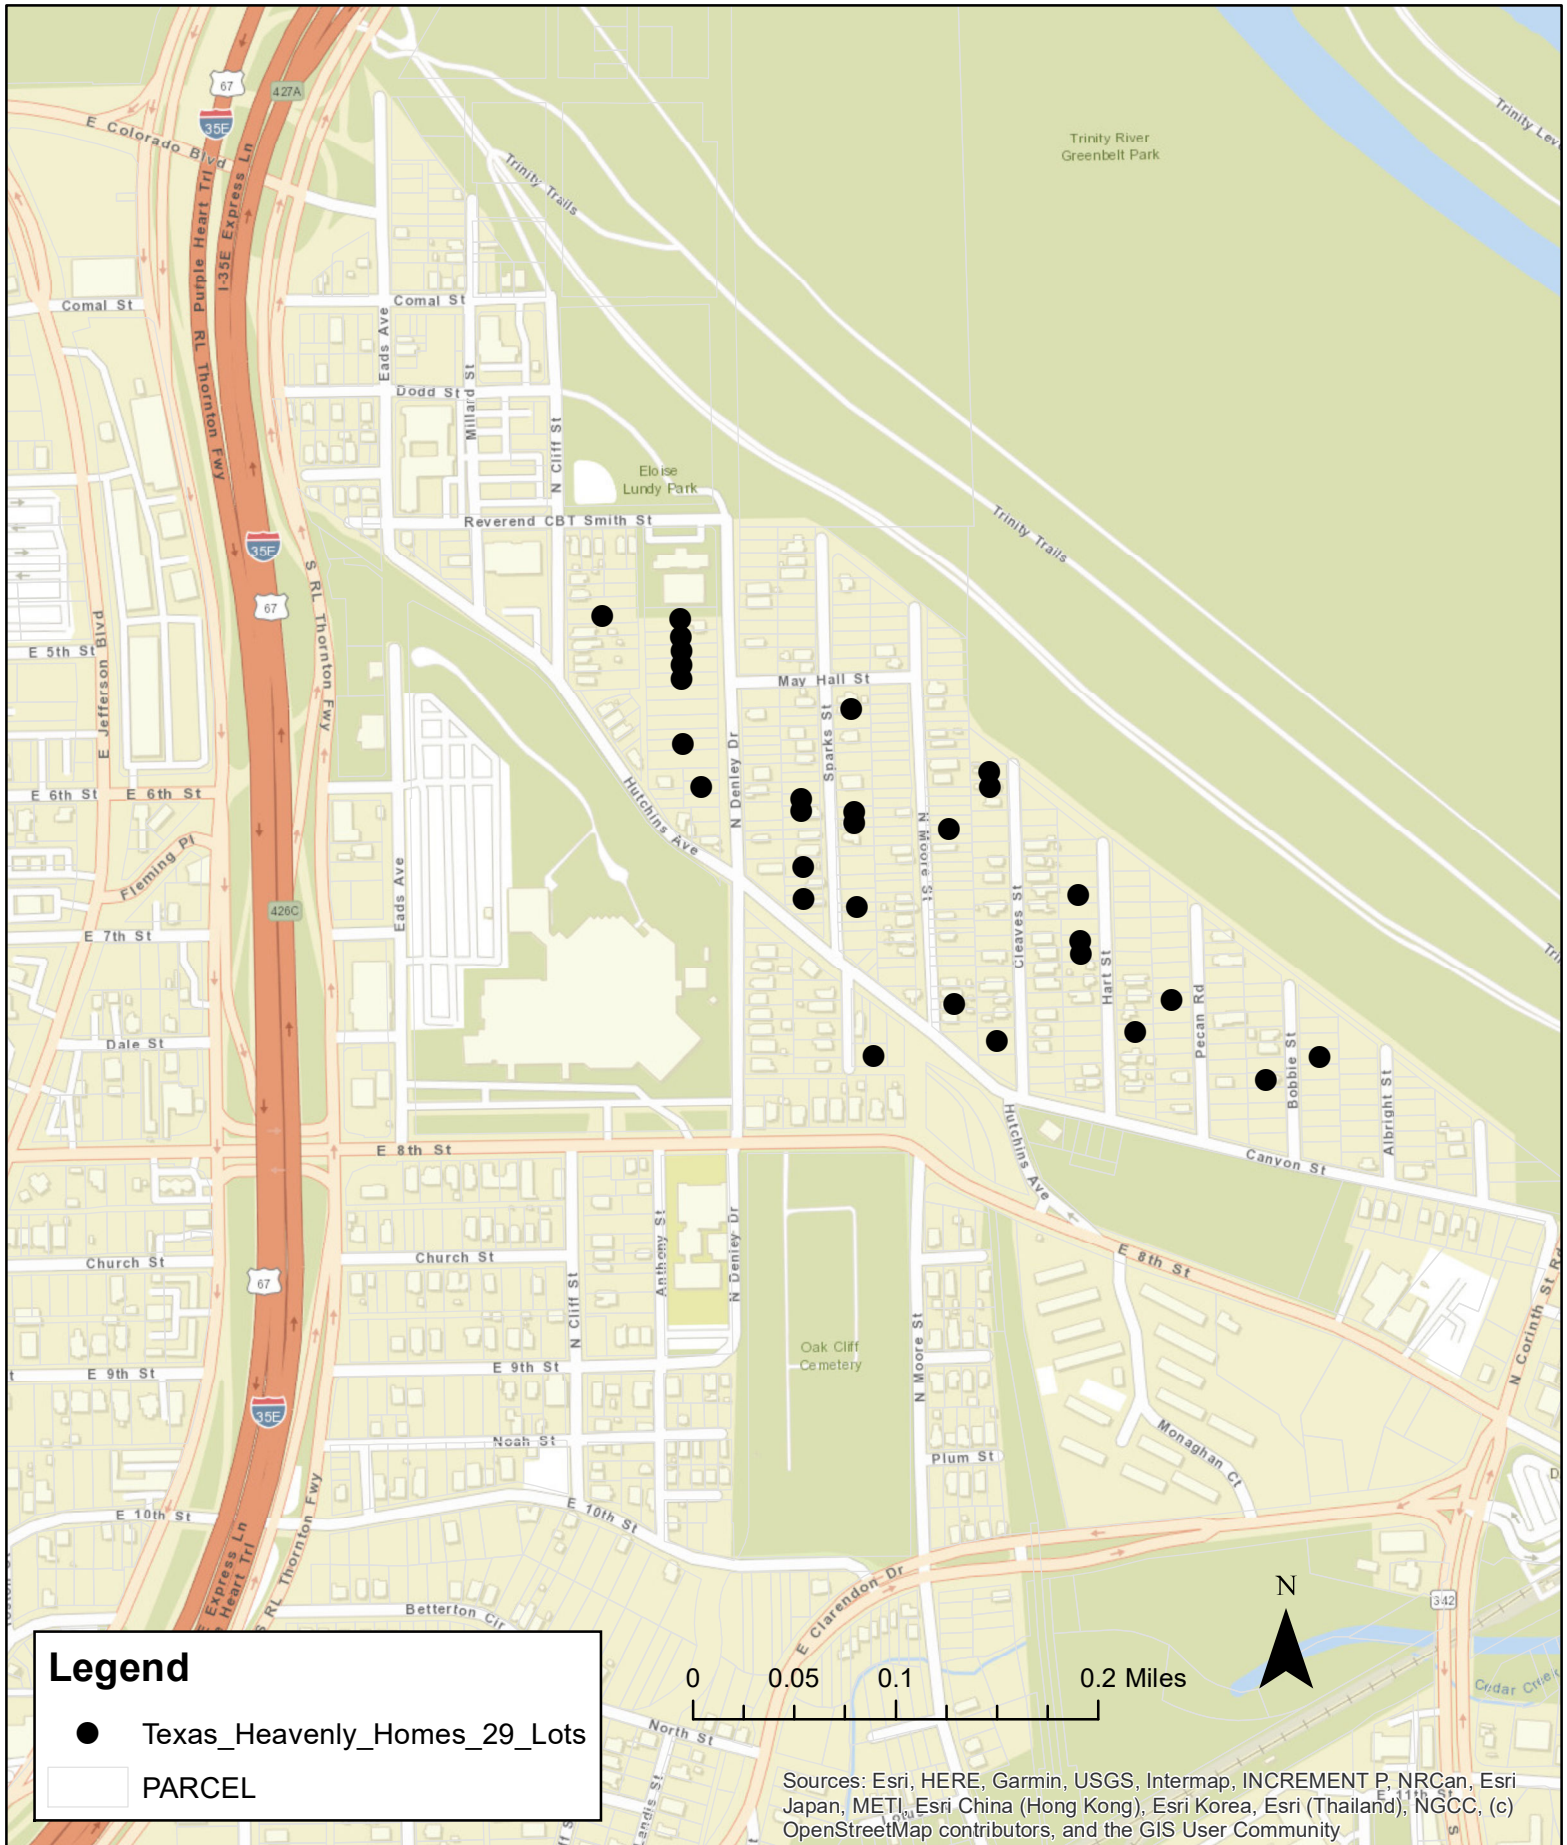 67
427A
35E
E Colorado Blvd
Purple Heart Trl
I-35E Express Ln
Trinity Trails
Trinity River
Greenbelt Park
Comal St
Comal St
Eads Ave
RL Thornton Fwy
Dodd St
Millard St
N Cliff St
Eloise
Lundy Park
Reverend CBT Smith St
Trinity Trails
35E
67
S RL Thornton Fwy
E 5th St
E Jefferson Blvd
May Hall St
Sparks St
N Denley Dr
Hutchins Ave
E 6th St
E 6th St
Fleming Pl
N Moore St
Eads Ave
Cleaves St
426C
E 7th St
Hart St
Pecan Rd
Dale St
Bobbie St
Albright St
E 8th St
Hutchins Ave
Canyon St
Church St
Church St
Anthony St
N Denley Dr
E 8th St
67
N Cliff St
N Corinth St Rd
Oak Cliff
Cemetery
N Moore St
E 9th St
E 9th St
35E
Noah St
Plum St
Monaghan Ct
E 10th St
E 10th St
S RL Thornton Fwy
Express Ln
Heart Trl
E Clarendon Dr
Betterton Cir
N
342
Legend
0 0.05 0.1 0.2 Miles
Cedar Creek
Texas_Heavenly_Homes_29_Lots
North St
PARCEL
E 11th St
Sources: Esri, HERE, Garmin, USGS, Intermap, INCREMENT P, NRCan, Esri
Japan, METI, Esri China (Hong Kong), Esri Korea, Esri (Thailand), NGCC, (c)
OpenStreetMap contributors, and the GIS User Community